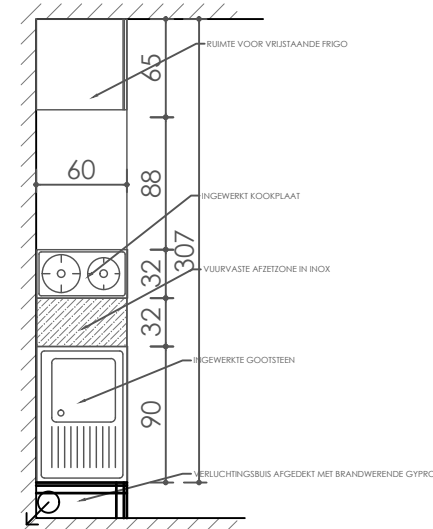 RUIMTE VOOR VRIJSTAANDE FRIGO
65
60
88
INGEWERKT KOOKPLAAT
307
32
VUURVASTE AFZETZONE IN INOX
32
INGEWERKTE GOOTSTEEN
90
VERLUCHTINGSBUIS AFGEDEKT MET BRANDWERENDE GYPRO